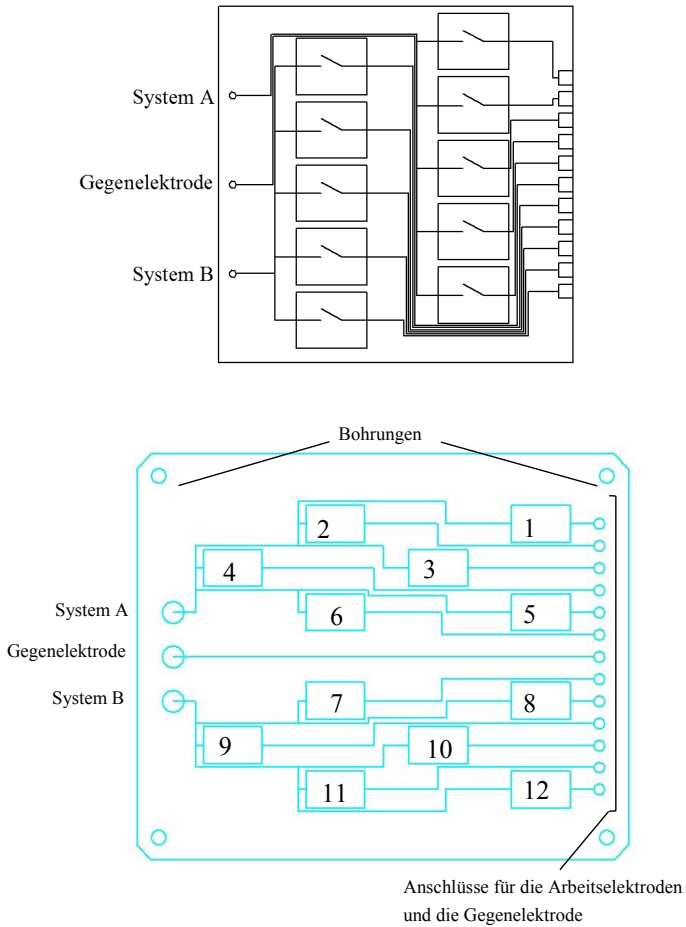 System A
Gegenelektrode
System B
Bohrungen
2 1
4 3
System A
6 5
Gegenelektrode
System B
7 8
9 10
11 12
Anschlüsse für die Arbeitselektroden
und die Gegenelektrode